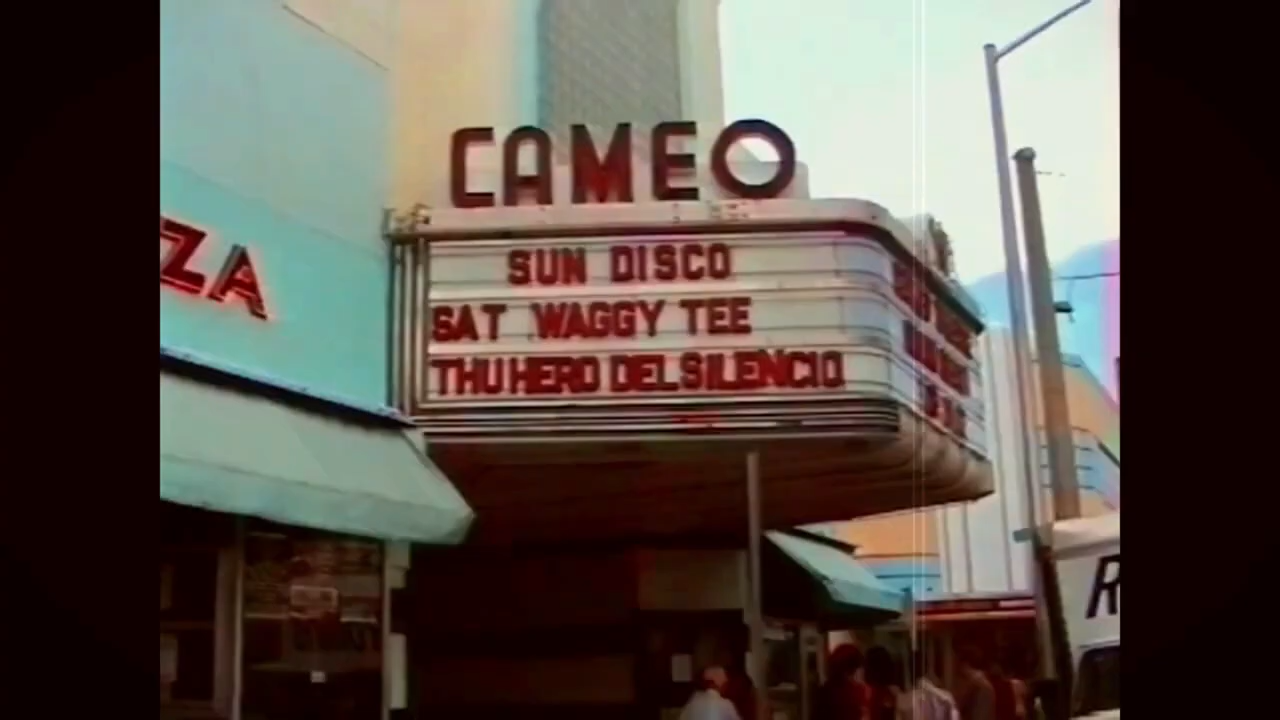 CAMEO
SUN DISCO
SAT WAGGY TEE
THU HERO DEL SILENCIO
ZA
R